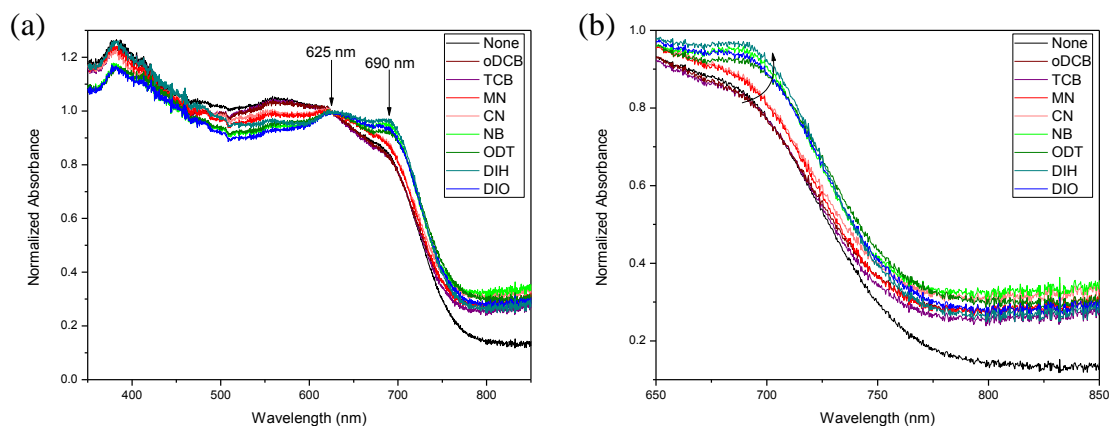 (a)
625 nm
690 nm
None
oDCB
TCB
MN
CN
NB
ODT
DIH
DIO
1.2
1.0
0.8
0.6
0.4
0.2
0.0
Normalized Absorbance
400 500 600 700 800
Wavelength (nm)
(b)
None
oDCB
TCB
MN
CN
NB
ODT
DIH
DIO
1.0
0.8
0.6
0.4
0.2
Normalized Absorbance
650 700 750 800 850
Wavelength (nm)